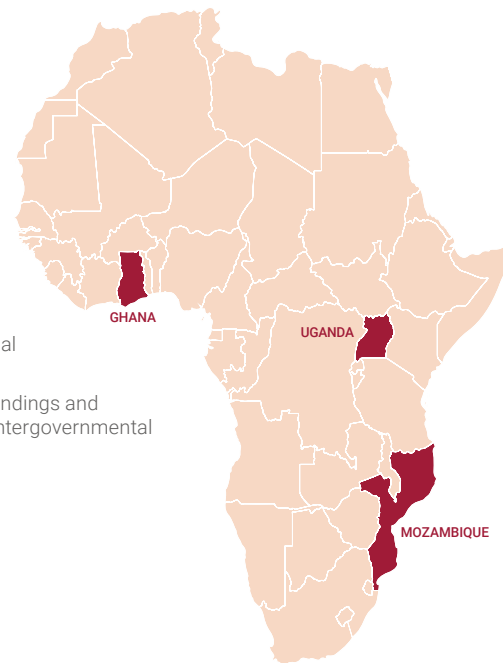 GHANA
UGANDA
al
ndings and
ntergovernmental
MOZAMBIQUE